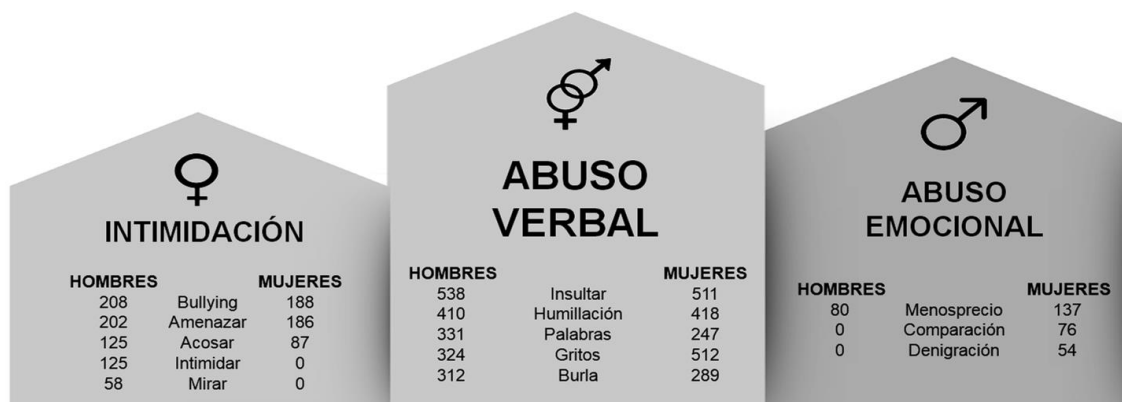 INTIMIDACIÓN
HOMBRES MUJERES
208 Bullying 188
202 Amenazar 186
125 Acosar 87
125 Intimidar 0
58 Mirar 0
ABUSO
VERBAL
HOMBRES MUJERES
538 Insultar 511
410 Humillación 418
331 Palabras 247
324 Gritos 512
312 Burla 289
ABUSO
EMOCIONAL
HOMBRES MUJERES
80 Menosprecio 137
0 Comparación 76
0 Denigración 54